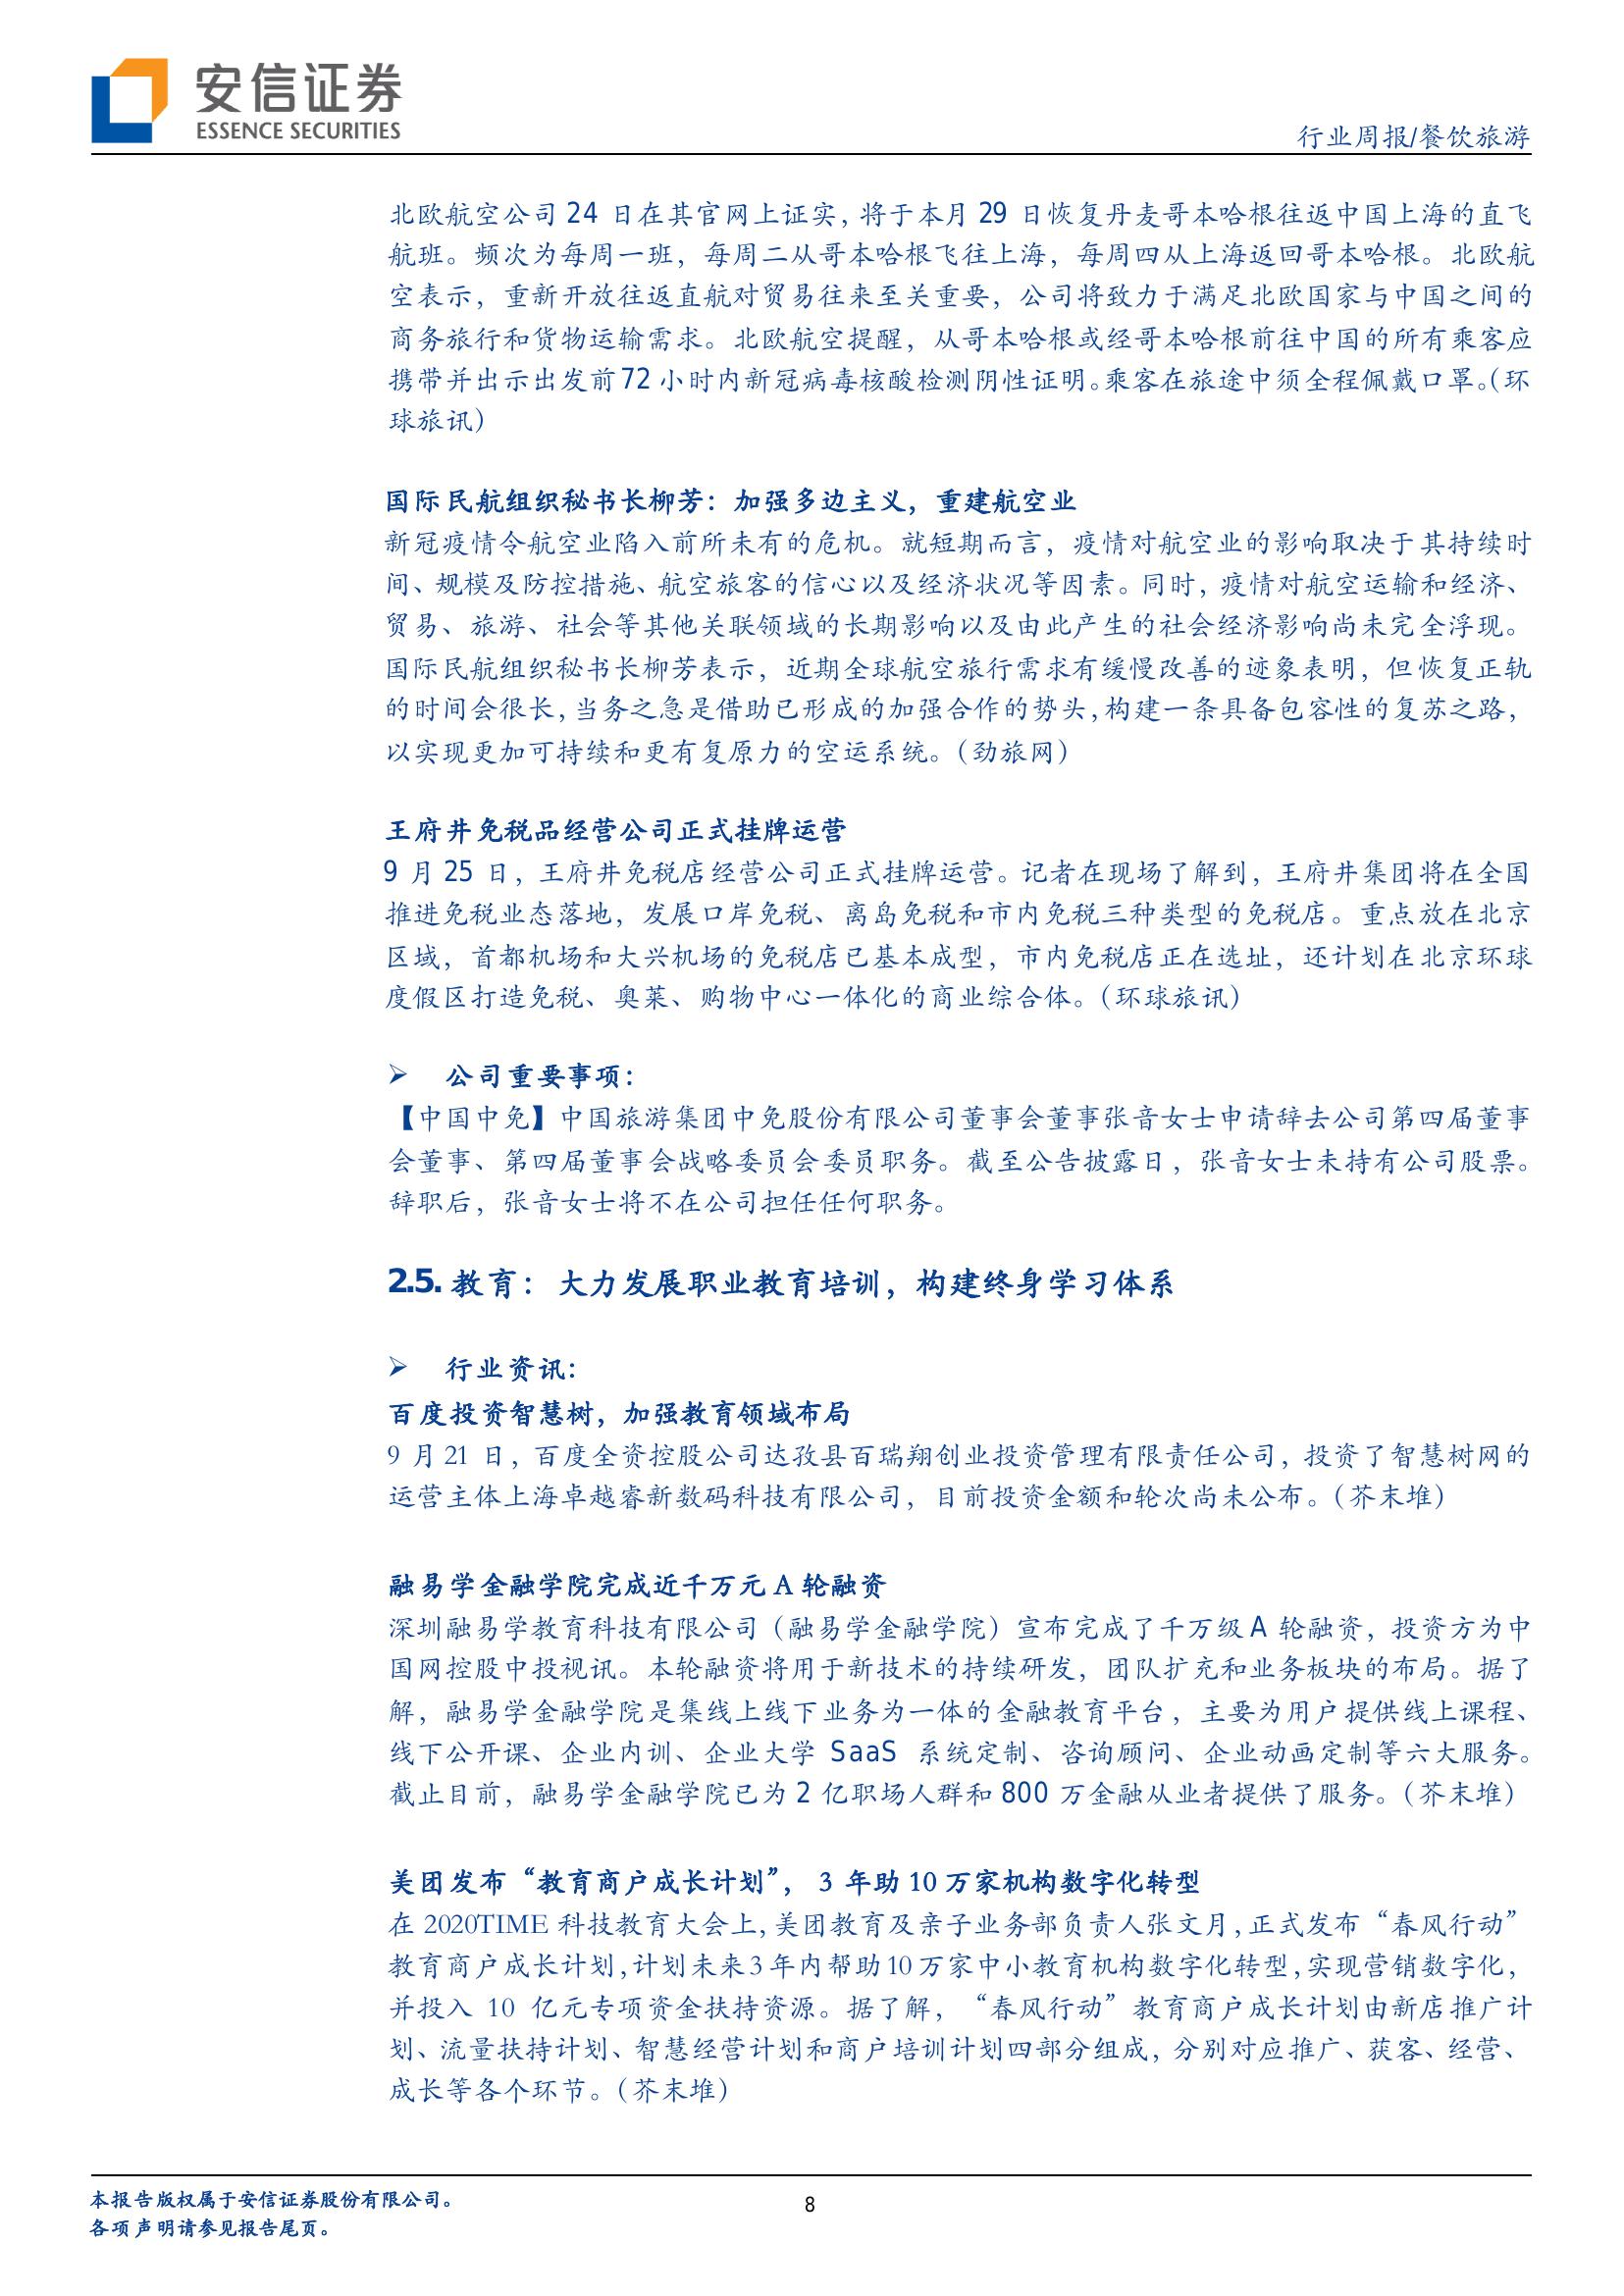 安信证券
ESSENCE SECURITIES
行业周报/餐饮旅游
北欧航空公司 24 日在其官网上证实，将于本月 29 日恢复丹麦哥本哈根往返中国上海的直飞
航班。频次为每周一班，每周二从哥本哈根飞往上海，每周四从上海返回哥本哈根。北欧航
空表示，重新开放往返直航对贸易往来至关重要，公司将致力于满足北欧国家与中国之间的
商务旅行和货物运输需求。北欧航空提醒，从哥本哈根或经哥本哈根前往中国的所有乘客应
携带并出示出发前 72 小时内新冠病毒核酸检测阴性证明。乘客在旅途中须全程佩戴口罩。（环
球旅讯）
国际民航组织秘书长柳芳：加强多边主义，重建航空业
新冠疫情令航空业陷入前所未有的危机。就短期而言，疫情对航空业的影响取决于其持续时
间、规模及防控措施、航空旅客的信心以及经济状况等因素。同时，疫情对航空运输和经济、
贸易、旅游、社会等其他关联领域的长期影响以及由此产生的社会经济影响尚未完全浮现。
国际民航组织秘书长柳芳表示，近期全球航空旅行需求有缓慢改善的迹象表明，但恢复正轨
的时间会很长，当务之急是借助已形成的加强合作的势头，构建一条具备包容性的复苏之路，
以实现更加可持续和更有复原力的空运系统。（劲旅网）
王府井免税品经营公司正式挂牌运营
9 月 25 日，王府井免税店经营公司正式挂牌运营。记者在现场了解到，王府井集团将在全国
推进免税业态落地，发展口岸免税、离岛免税和市内免税三种类型的免税店。重点放在北京
区域，首都机场和大兴机场的免税店已基本成型，市内免税店正在选址，还计划在北京环球
度假区打造免税、奥莱、购物中心一体化的商业综合体。（环球旅讯）
➢ 公司重要事项：
【中国中免】中国旅游集团中免股份有限公司董事会董事张音女士申请辞去公司第四届董事
会董事、第四届董事会战略委员会委员职务。截至公告披露日，张音女士未持有公司股票。
辞职后，张音女士将不在公司担任任何职务。
2.5. 教育：大力发展职业教育培训，构建终身学习体系
➢ 行业资讯：
百度投资智慧树，加强教育领域布局
9 月 21 日，百度全资控股公司达孜县百瑞翔创业投资管理有限责任公司，投资了智慧树网的
运营主体上海卓越睿新数码科技有限公司，目前投资金额和轮次尚未公布。（芥末堆）
融易学金融学院完成近千万元 A 轮融资
深圳融易学教育科技有限公司（融易学金融学院）宣布完成了千万级 A 轮融资，投资方为中
国网控股中投视讯。本轮融资将用于新技术的持续研发，团队扩充和业务板块的布局。据了
解，融易学金融学院是集线上线下业务为一体的金融教育平台，主要为用户提供线上课程、
线下公开课、企业内训、企业大学 SaaS 系统定制、咨询顾问、企业动画定制等六大服务。
截止目前，融易学金融学院已为 2 亿职场人群和 800 万金融从业者提供了服务。（芥末堆）
美团发布“教育商户成长计划”，3 年助 10 万家机构数字化转型
在 2020TIME 科技教育大会上，美团教育及亲子业务部负责人张文月，正式发布“春风行动”
教育商户成长计划，计划未来 3 年内帮助 10 万家中小教育机构数字化转型，实现营销数字化，
并投入 10 亿元专项资金扶持资源。据了解，“春风行动”教育商户成长计划由新店推广计
划、流量扶持计划、智慧经营计划和商户培训计划四部分组成，分别对应推广、获客、经营、
成长等各个环节。（芥末堆）
本报告版权属于安信证券股份有限公司。
各项声明请参见报告尾页。
8